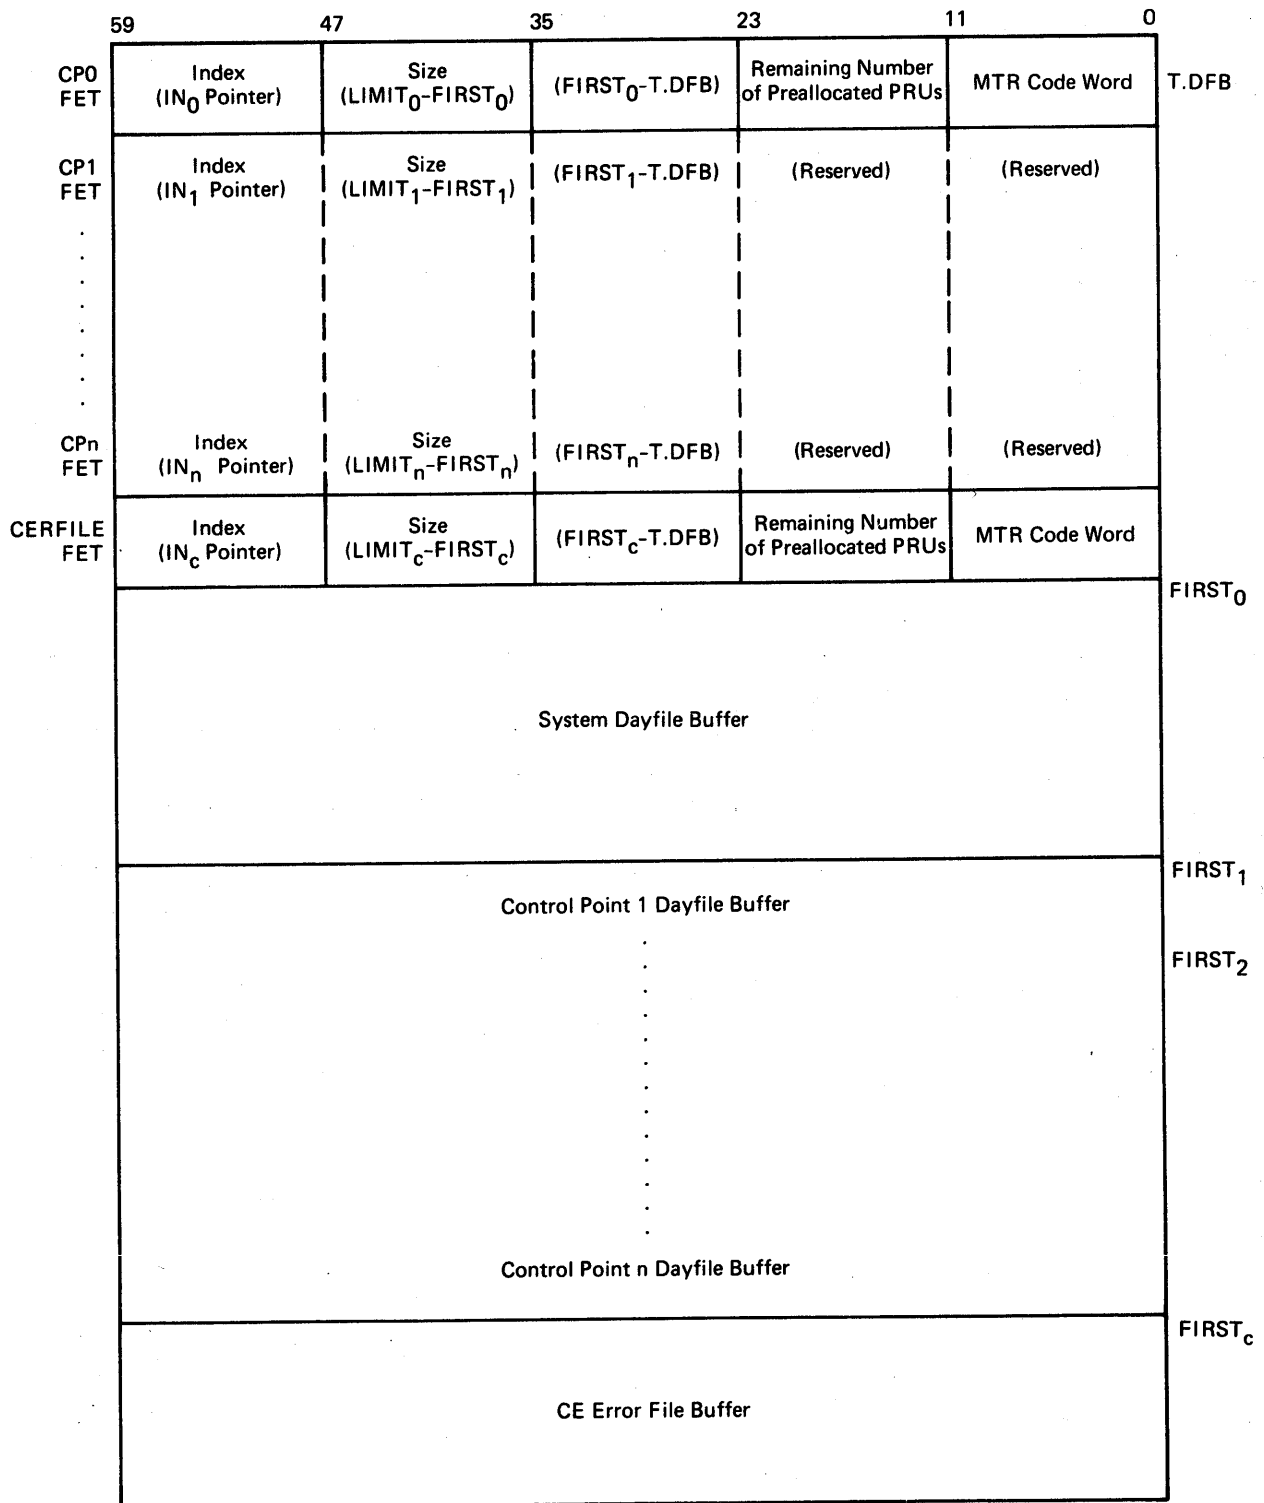 59 47 35 23 11 0
CP0 FET
Index (IN0 Pointer)
Size (LIMIT0-FIRST0)
(FIRST0-T.DFB)
Remaining Number of Preallocated PRUs
MTR Code Word
T.DFB
CP1 FET
Index (IN1 Pointer)
Size (LIMIT1-FIRST1)
(FIRST1-T.DFB)
(Reserved)
(Reserved)
CPn FET
Index (INn Pointer)
Size (LIMITn-FIRSTn)
(FIRSTn-T.DFB)
(Reserved)
(Reserved)
CERFILE FET
Index (INc Pointer)
Size (LIMITc-FIRSTc)
(FIRSTc-T.DFB)
Remaining Number of Preallocated PRUs
MTR Code Word
FIRST0
System Dayfile Buffer
FIRST1
Control Point 1 Dayfile Buffer
FIRST2
Control Point n Dayfile Buffer
FIRSTc
CE Error File Buffer